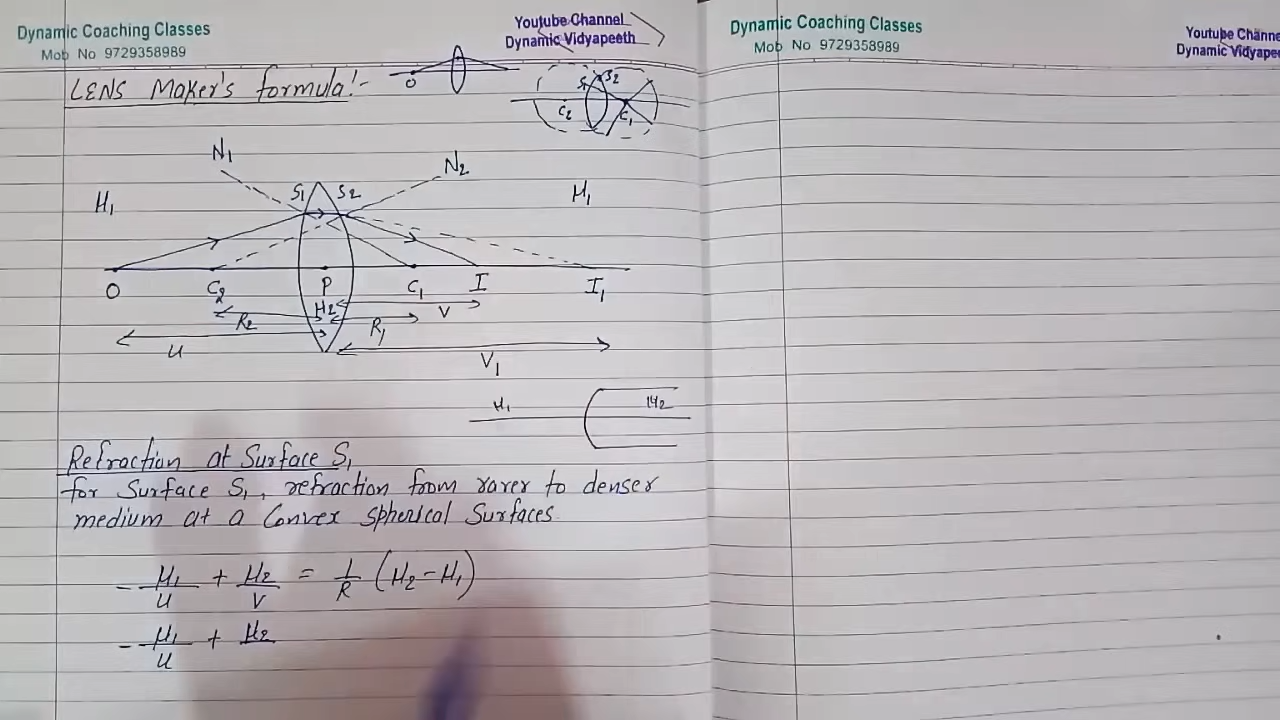 Dynamic Coaching Classes
Mob No 9729358989
Youtube Channel
Dynamic Vidyapeeth
LENS Maker's formula:-
O
S1 S2
C2 C1
N1 N2
S1 S2
μ1 μ1
O C2 P C1 I I1
μ2
R2 R1 V
u
V1
μ1 μ2
Refraction at Surface S1
for Surface S1, refraction from rarer to denser
medium at a Convex Spherical Surfaces
- μ1/u + μ2/v = 1/R (μ2-μ1)
- μ1/u + μ2
Dynamic Coaching Classes
Mob No 9729358989
Youtube Channe
Dynamic Vidyape